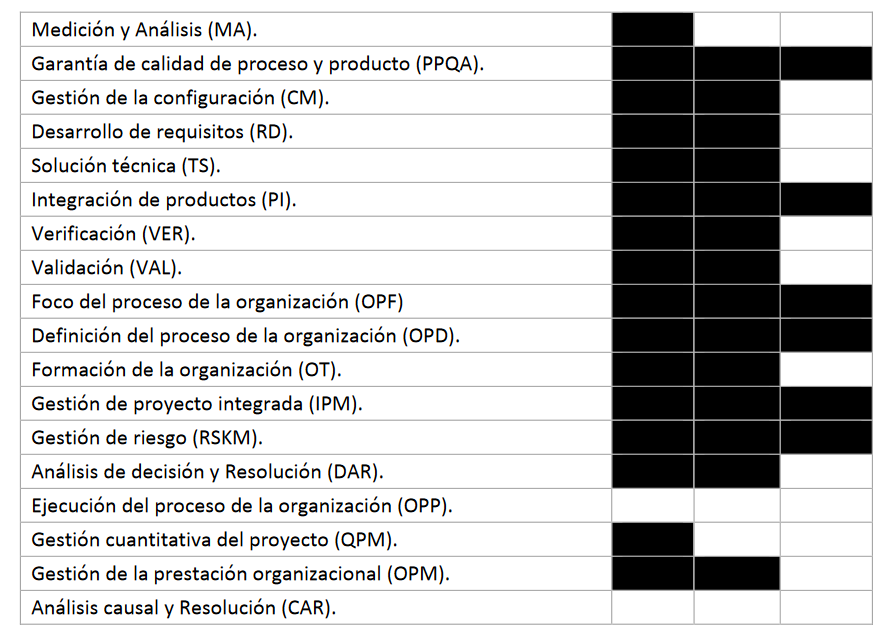 Medición y Análisis (MA).
Garantía de calidad de proceso y producto (PPQA).
Gestión de la configuración (CM).
Desarrollo de requisitos (RD).
Solución técnica (TS).
Integración de productos (PI).
Verificación (VER).
Validación (VAL).
Foco del proceso de la organización (OPF)
Definición del proceso de la organización (OPD).
Formación de la organización (OT).
Gestión de proyecto integrada (IPM).
Gestión de riesgo (RSKM).
Análisis de decisión y Resolución (DAR).
Ejecución del proceso de la organización (OPP).
Gestión cuantitativa del proyecto (QPM).
Gestión de la prestación organizacional (OPM).
Análisis causal y Resolución (CAR).